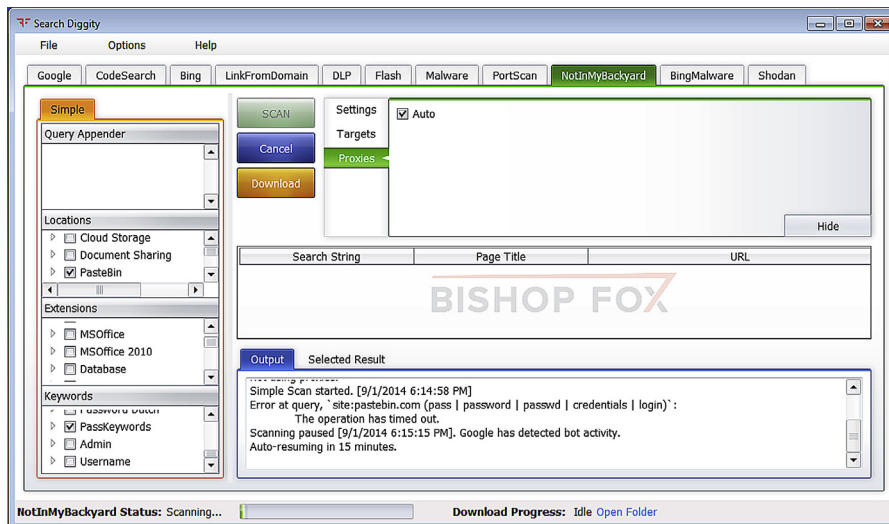 Search Diggity
File Options Help
Google CodeSearch Bing LinkFromDomain DLP Flash Malware PortScan NotInMyBackyard BingMalware Shodan
Simple
Query Appender
Locations
Cloud Storage
Document Sharing
PasteBin
Extensions
MSOffice
MSOffice 2010
Database
Keywords
Password Dutch
PassKeywords
Admin
Username
SCAN
Cancel
Download
Settings
Targets
Proxies
Auto
Hide
Search String Page Title URL
BISHOP FOX
Output Selected Result
Not using proxies.
Simple Scan started. [9/1/2014 6:14:58 PM]
Error at query, `site:pastebin.com (pass | password | passwd | credentials | login)`:
The operation has timed out.
Scanning paused [9/1/2014 6:15:15 PM]. Google has detected bot activity.
Auto-resuming in 15 minutes.
NotInMyBackyard Status: Scanning... Download Progress: Idle Open Folder